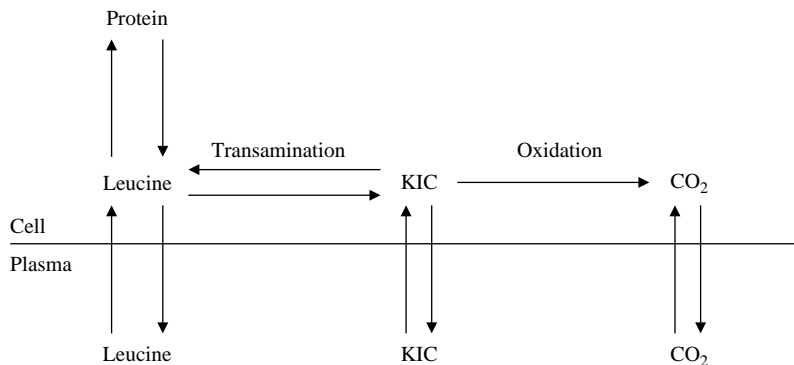 Protein
Transamination
Oxidation
Leucine
KIC
CO₂
Cell
Plasma
Leucine
KIC
CO₂